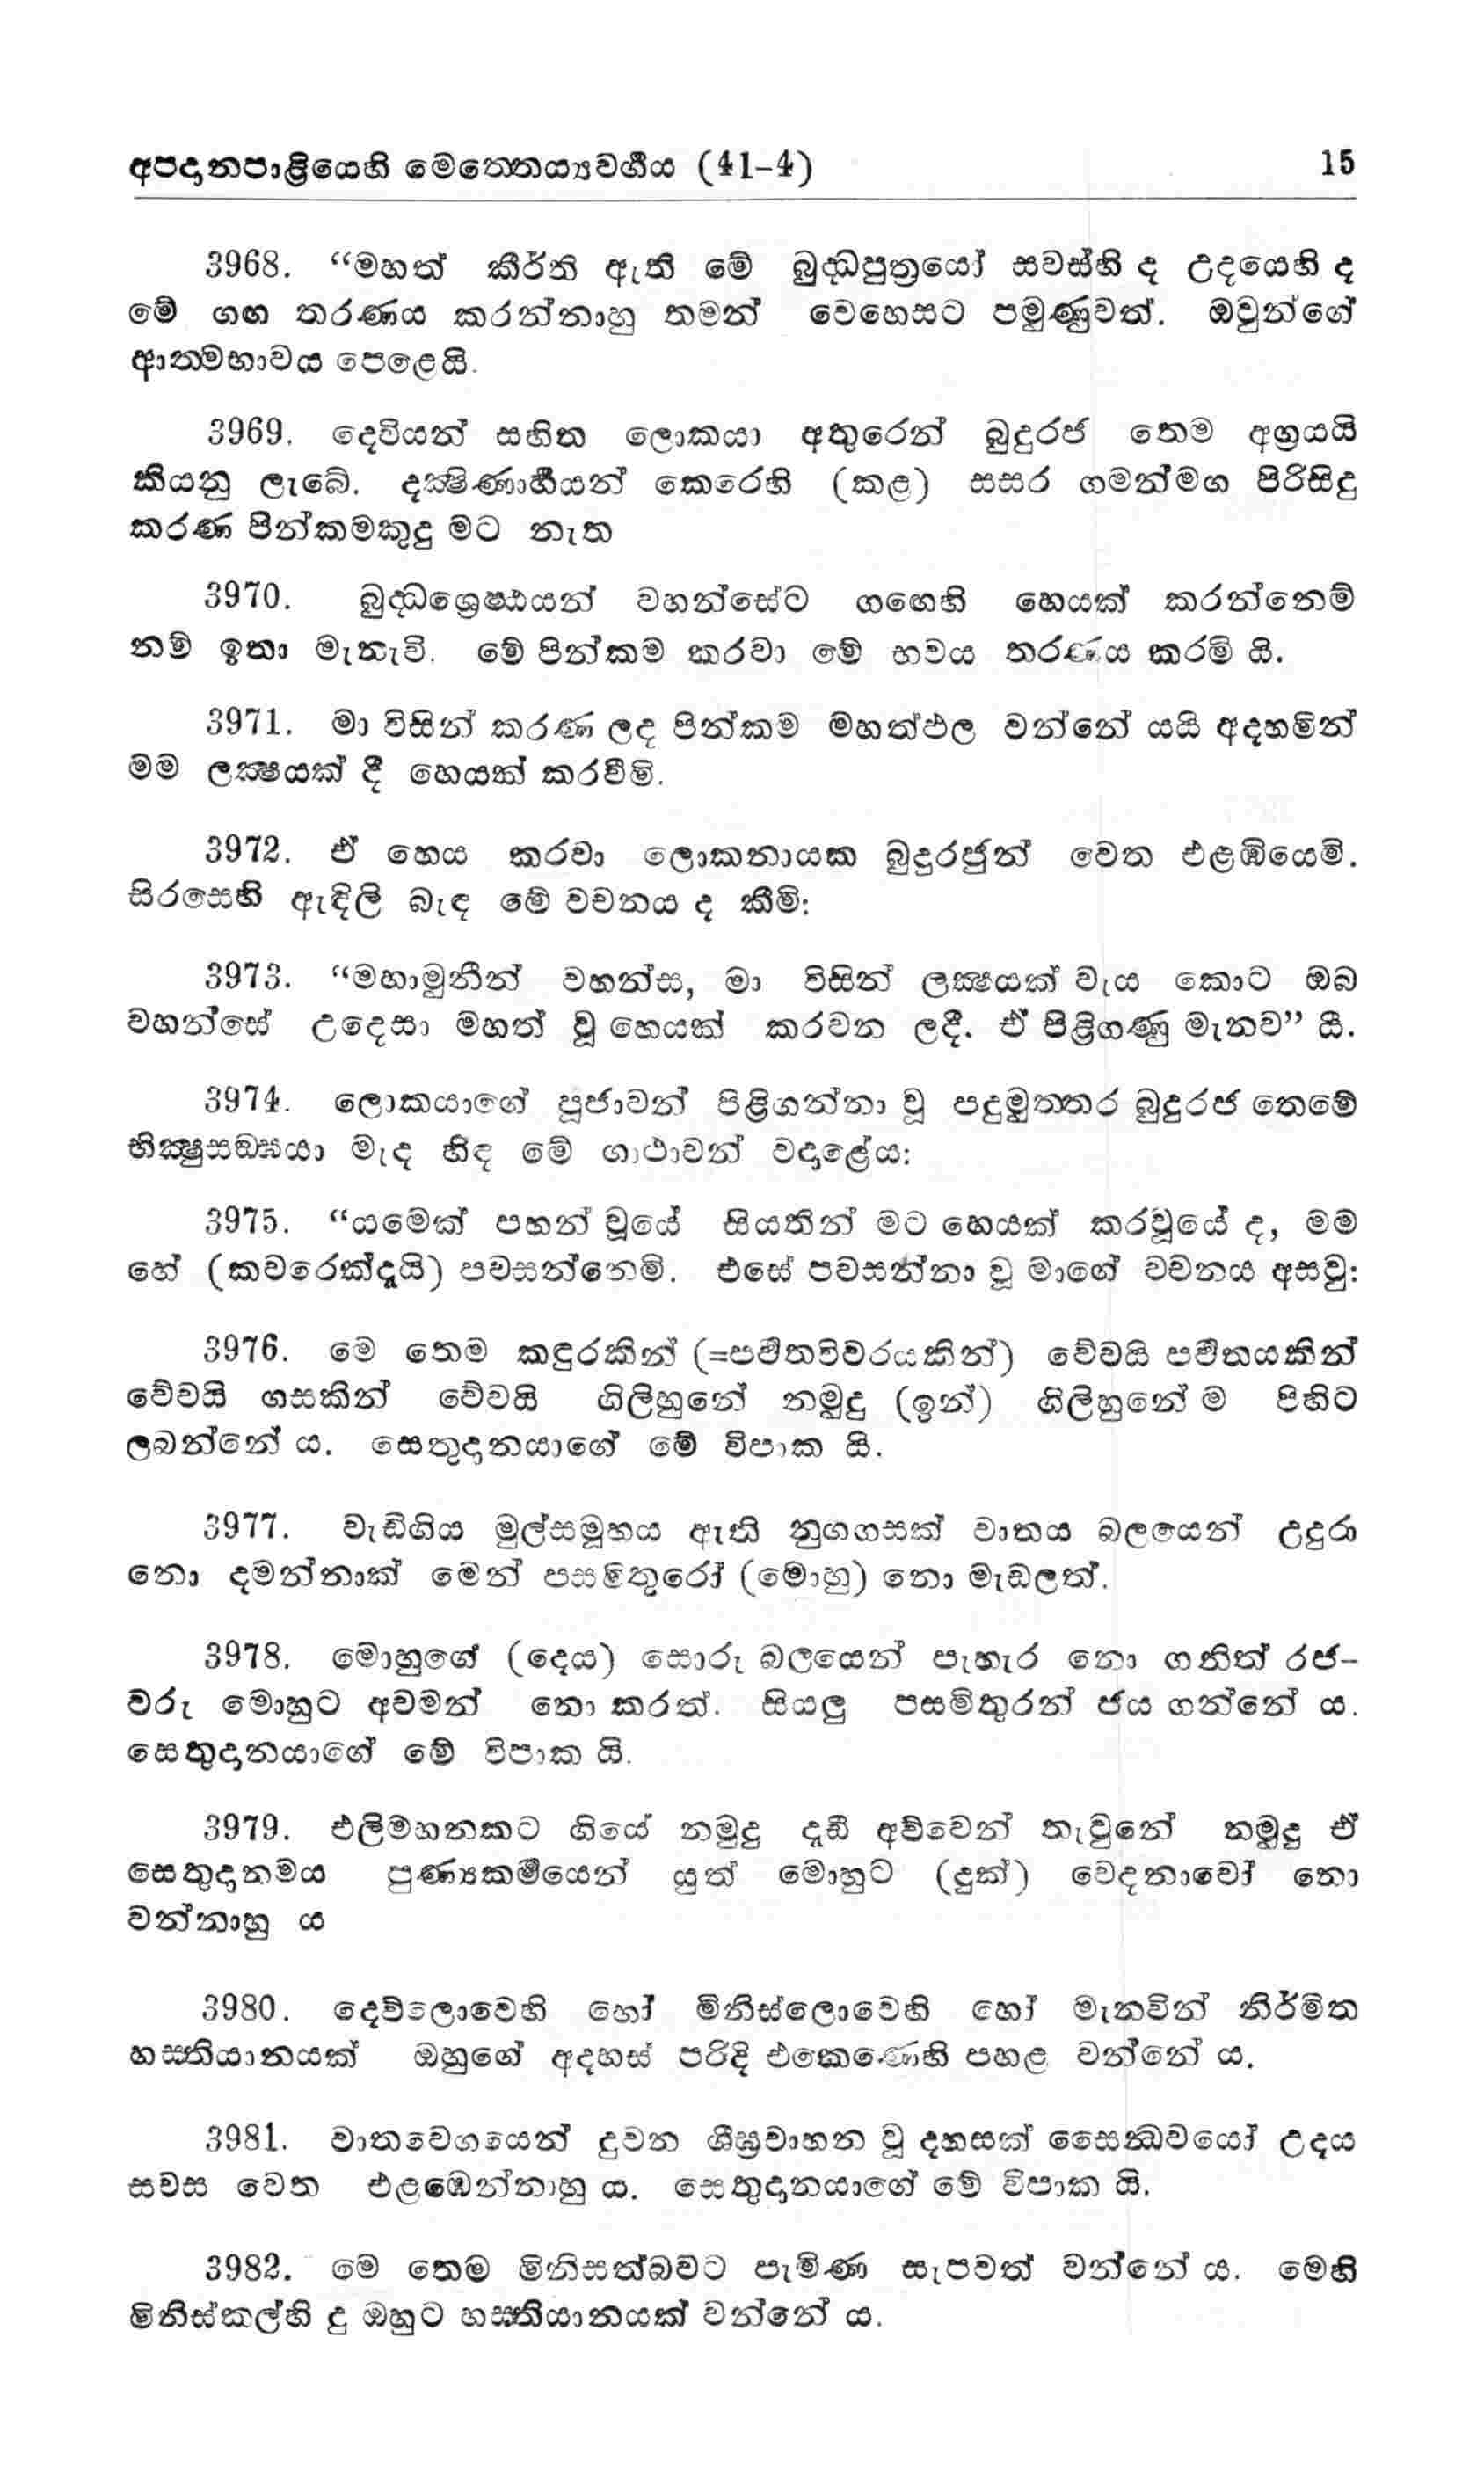 අපදානපාළියෙහි මෙත්තෙය්‍යවර්ගය (41-4) 15
3968. “මහත් කීර්ති ඇති මේ බුද්ධපුත්‍රයෝ සවස්හි ද උදයෙහි ද
මේ ගඟ තරණය කරන්නාහු තමන් වෙහෙසට පමුණුවත්. ඔවුන්ගේ
ආත්මභාවය පෙළෙයි.
3969. දෙවියන් සහිත ලොකයා අතුරෙන් බුදුරජ තෙම අග්‍රයයි
කියනු ලැබේ. දක්ෂිණාර්හයන් කෙරෙහි (කළ) සසර ගමන්මග පිරිසිදු
කරණ පින්කමකුදු මට නැත
3970. බුද්ධශ්‍රෙෂ්ඨයන් වහන්සේට ගඟෙහි හෙයක් කරන්නෙම්
නම් ඉතා මැනැවි. මේ පින්කම කරවා මේ භවය තරණය කරමි යි.
3971. මා විසින් කරණ ලද පින්කම මහත්ඵල වන්නේ යයි අදහමින්
මම ලක්ෂයක් දී හෙයක් කරවීමි.
3972. ඒ හෙය කරවා ලොකනායක බුදුරජුන් වෙත එළඹියෙමි.
සිරසෙහි ඇඳිලි බැඳ මේ වචනය ද කීමි:
3973. “මහාමුනීන් වහන්ස, මා විසින් ලක්ෂයක් වැය කොට ඔබ
වහන්සේ උදෙසා මහත් වූ හෙයක් කරවන ලදී. ඒ පිළිගණු මැනව” යී.
3974. ලොකයාගේ පූජාවන් පිළිගන්නා වූ පදුමුත්තර බුදුරජ තෙමේ
භික්ෂුසඞ්ඝයා මැද හිඳ මේ ගාථාවන් වදාළේය:
3975. “යමෙක් පහන් වූයේ සියතින් මට හෙයක් කරවූයේ ද, මම
හේ (කවරෙක්දැයි) පවසන්නෙමි. එසේ පවසන්නා වූ මාගේ වචනය අසවු:
3976. මෙ තෙම කඳුරකින් (=පර්වතවිවරයකින්) වේවයි පර්වතයකින්
වේවයි ගසකින් වේවයි ගිලිහුනේ නමුදු (ඉන්) ගිලිහුනේ ම පිහිට
ලබන්නේ ය. සෙතුදානයාගේ මේ විපාක යි.
3977. වැඩිගිය මුල්සමූහය ඇති නුගගසක් වාතය බලයෙන් උදුරා
නො දමන්නාක් මෙන් පසමිතුරෝ (මොහු) නො මැඩලත්.
3978. මොහුගේ (දෙය) සොරු බලයෙන් පැහැර නො ගනිත් රජ-
වරු මොහුට අවමන් නො කරත්. සියලු පසමිතුරන් ජය ගන්නේ ය.
සෙතුදානයාගේ මේ විපාක යි.
3979. එළිමහනකට ගියේ නමුදු දැඩි අව්වෙන් තැවුනේ නමුදු ඒ
සෙතුදානමය පුණ්‍යකර්මයෙන් යුත් මොහුට (දුක්) වෙදනාවෝ නො
වන්නාහු ය
3980. දෙව්ලොවෙහි හෝ මිනිස්ලොවෙහි හෝ මැනවින් නිර්මිත
හස්තියානයක් ඔහුගේ අදහස් පරිදි එකෙණෙහි පහළ වන්නේ ය.
3981. වාතවෙගයෙන් දුවන ශීඝ්‍රවාහන වූ දහසක් සෛන්ධවයෝ උදය
සවස වෙත එළඹෙන්නාහු ය. සෙතුදානයාගේ මේ විපාක යි.
3982. මෙ තෙම මිනිසත්බවට පැමිණ සැපවත් වන්නේ ය. මෙහි
මිනිස්කල්හි දු ඔහුට හස්තියානයක් වන්නේ ය.